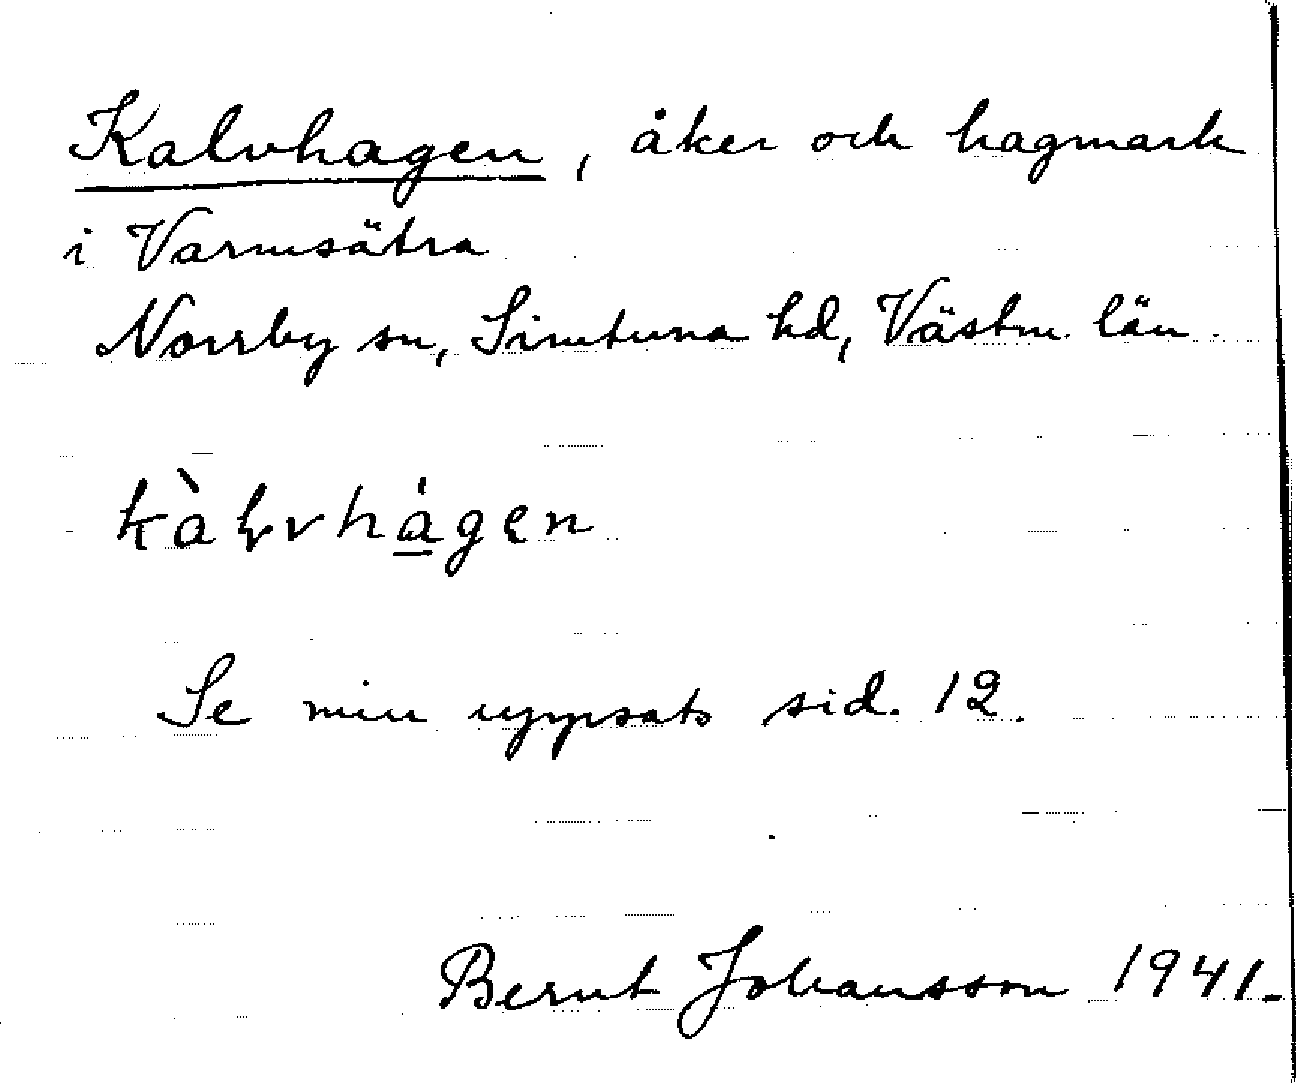 Kalvhagen, åker och hagmark
i Varmsätra
Norrby sn, Simtuna hd, Västm. län.
kàḷvhágen
Se min uppsats sid. 12.
Bernt Johansson 1941.